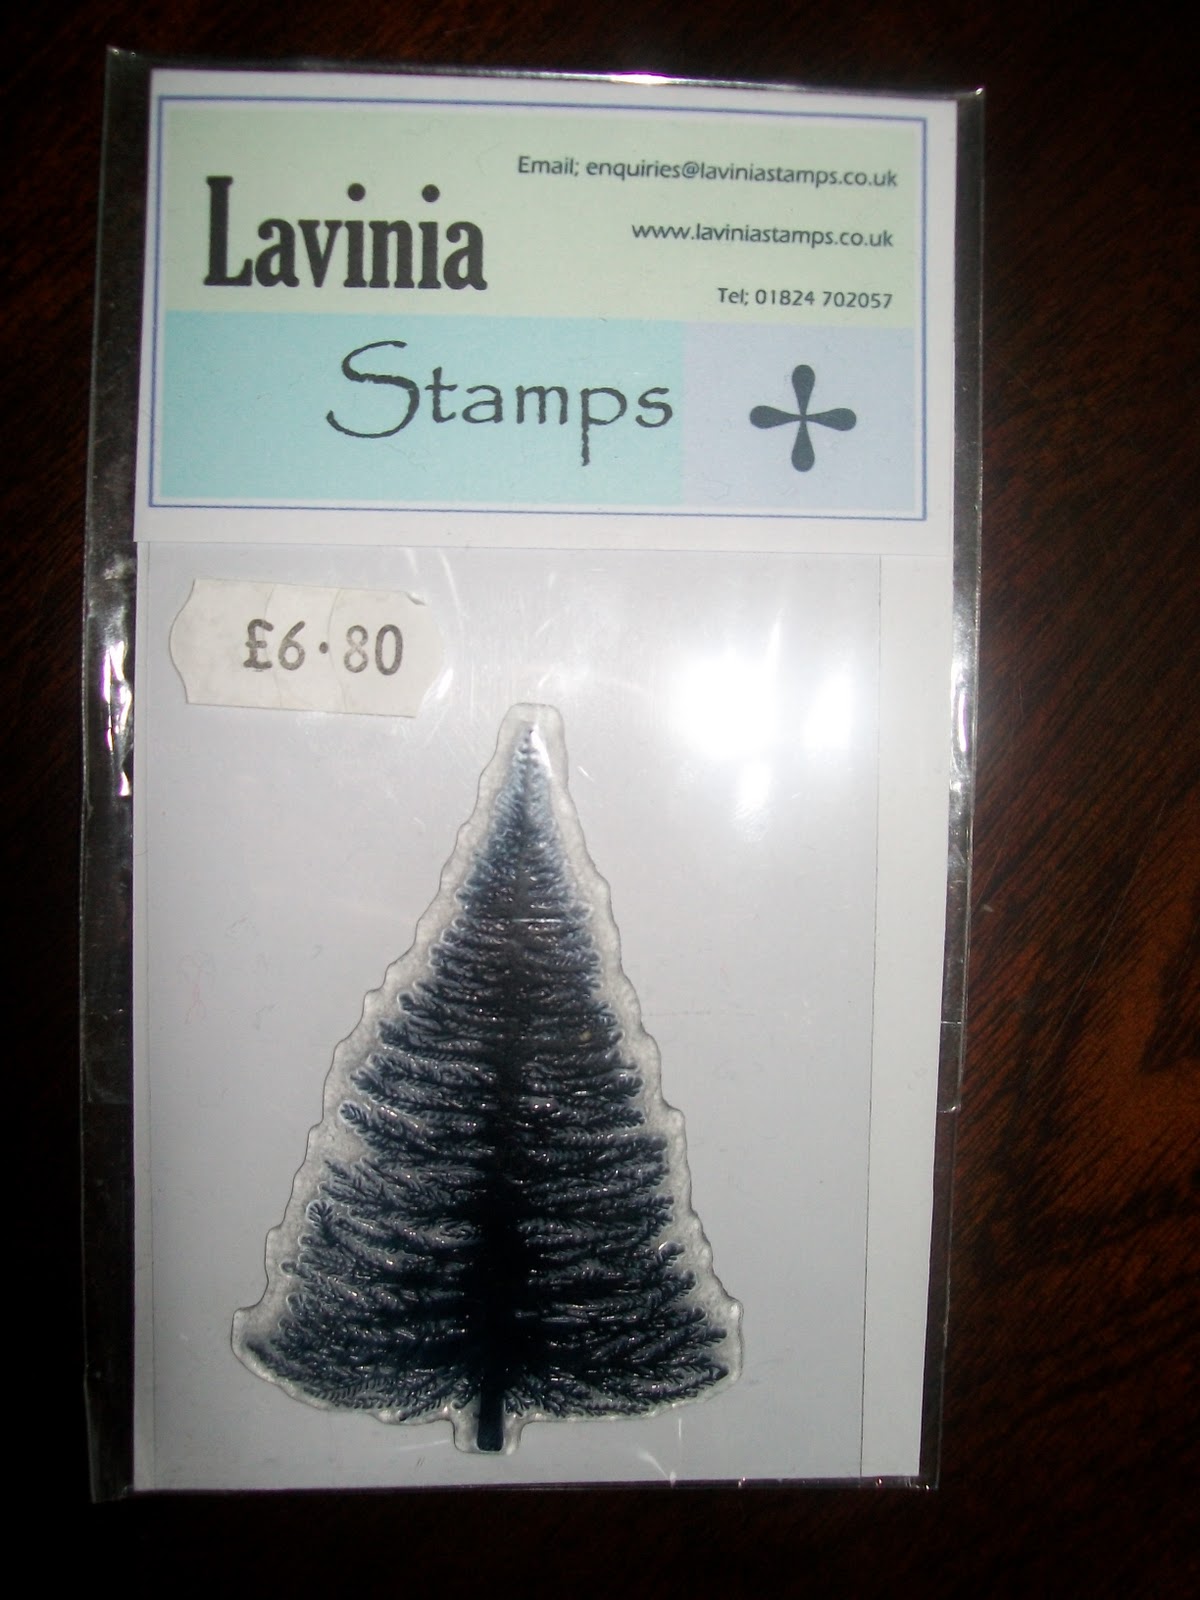 Email; enquiries@laviniastamps.co.uk
Lavinia
www.laviniastamps.co.uk
Tel; 01824 702057
Stamps
£6.80